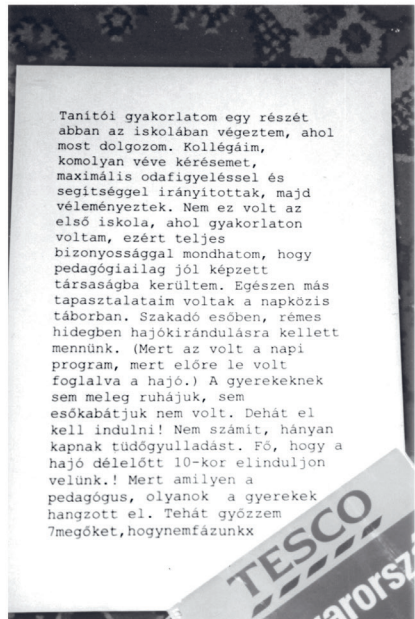 Tanítói gyakorlatom egy részét
abban az iskolában végeztem, ahol
most dolgozom. Kollégáim,
komolyan véve kérésemet,
maximális odafigyeléssel és
segítséggel irányítottak, majd
véleményeztek. Nem ez volt az
első iskola, ahol gyakorlaton
voltam, ezért teljes
bizonyossággal mondhatom, hogy
pedagógiailag jól képzett
társaságba kerültem. Egészen más
tapasztalataim voltak a napközis
táborban. Szakadó esőben, rémes
hidegben hajókirándulásra kellett
mennünk. (Mert az volt a napi
program, mert előre le volt
foglalva a hajó.) A gyerekeknek
sem meleg ruhájuk, sem
esőkabátjuk nem volt. Dehát el
kell indulni! Nem számít, hányan
kapnak tüdőgyulladást. Fő, hogy a
hajó délelőtt 10-kor elinduljon
velünk.! Mert amilyen a
pedagógus, olyanok a gyerekek
hangzott el. Tehát győzzem
7megőket,hogynemfázunkx
TESCO